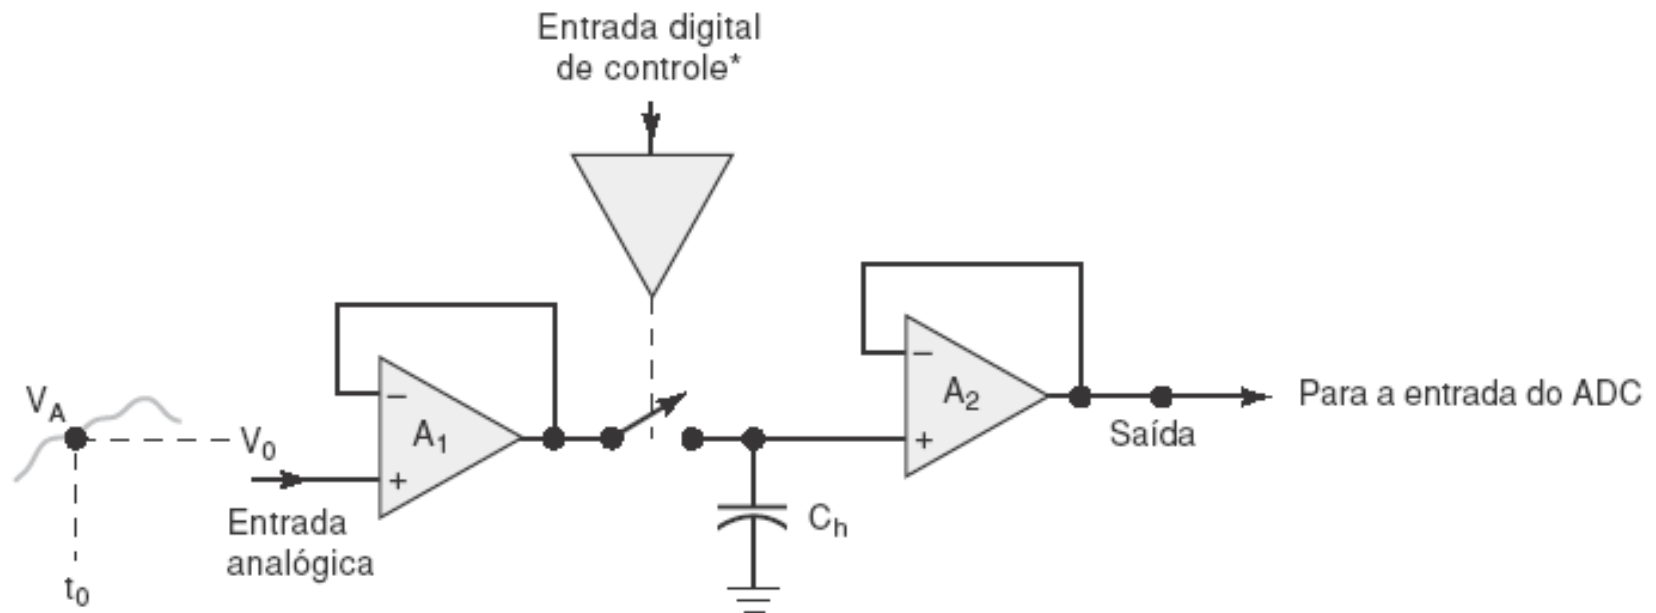 Entrada digital
de controle*
V_A
V_0
t_0
Entrada
analógica
−
A_1
+
C_h
−
A_2
+
Saída
Para a entrada do ADC